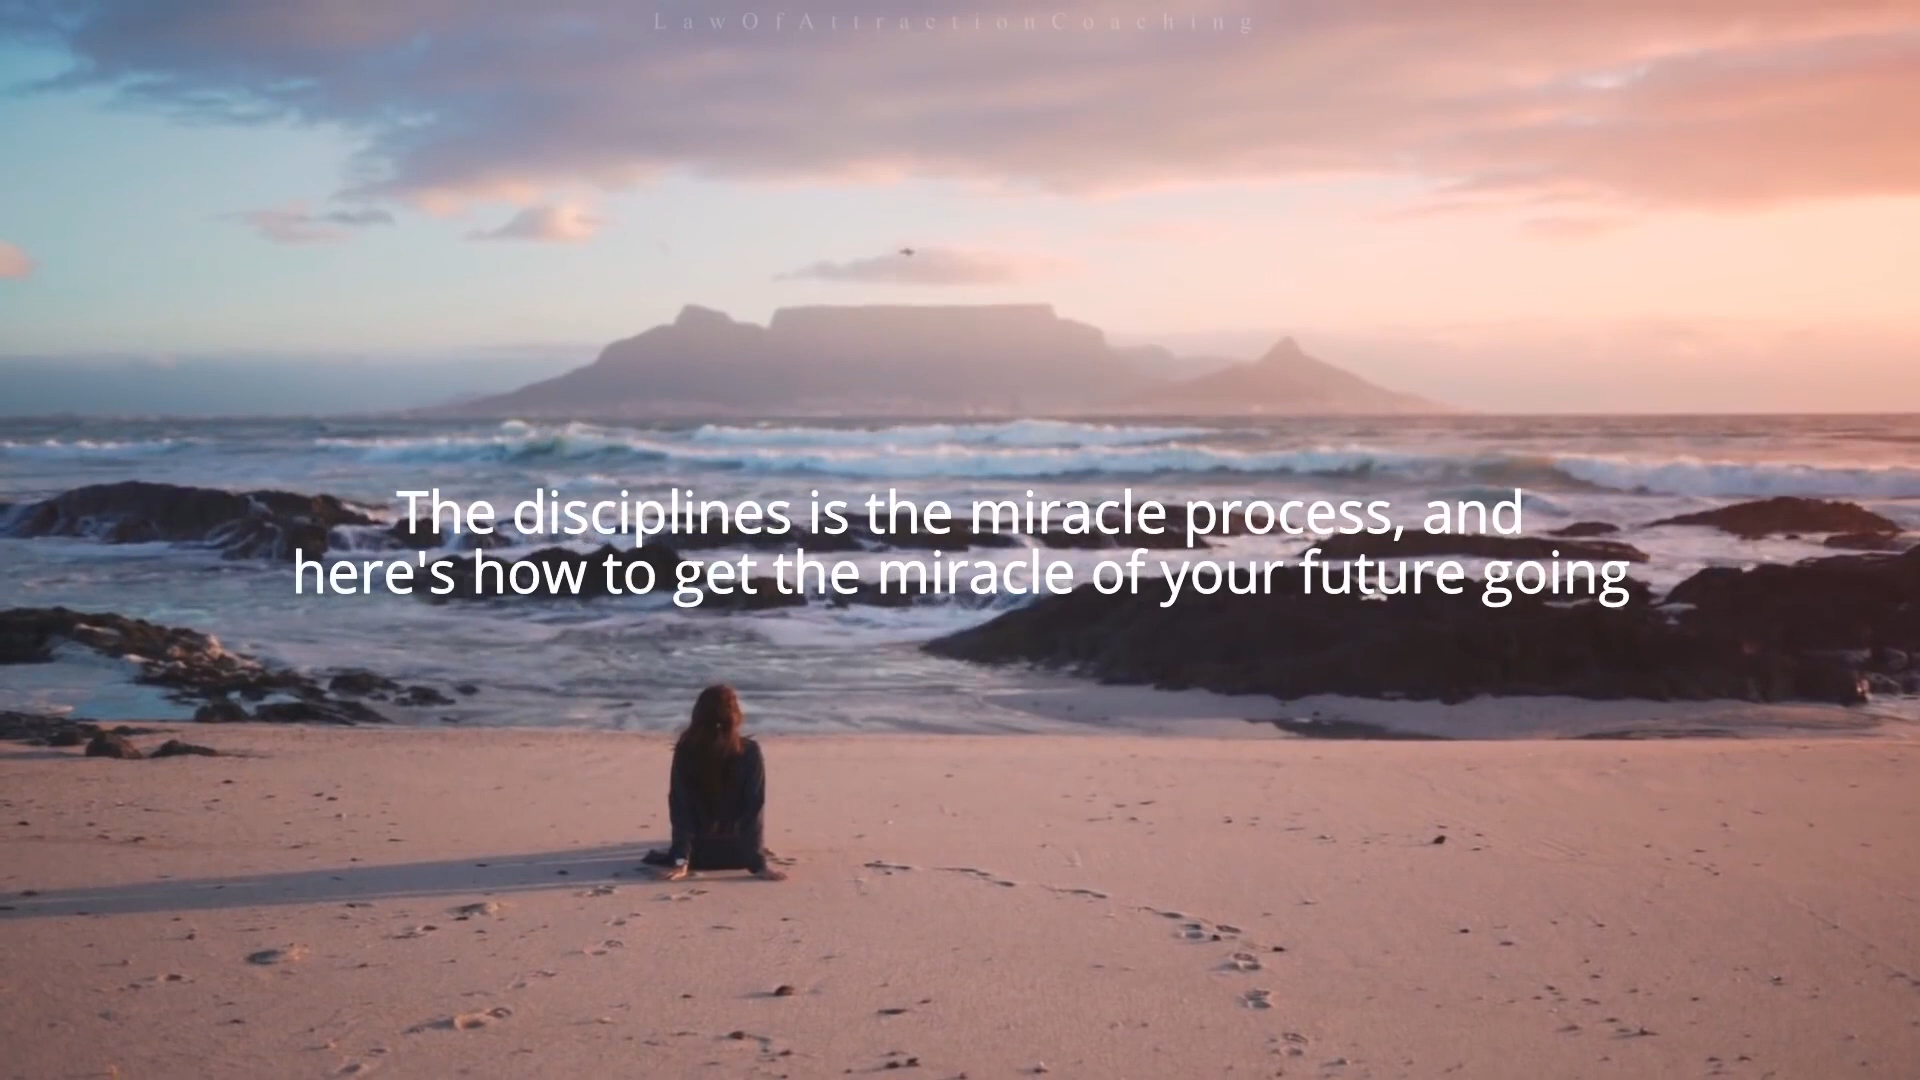 LawOfAttractionCoaching
The disciplines is the miracle process, and
here's how to get the miracle of your future going